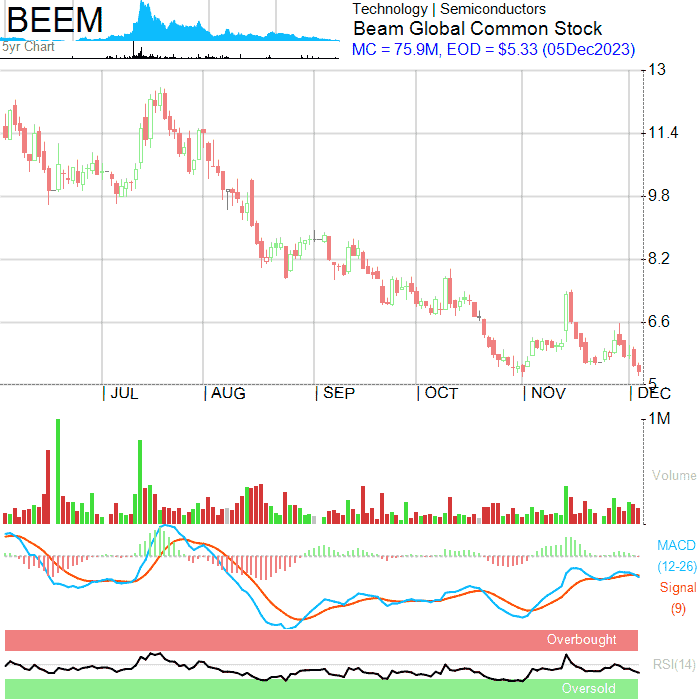 BEEM
5yr Chart
Technology | Semiconductors
Beam Global Common Stock
MC = 75.9M, EOD = $5.33 (05Dec2023)
13
11.4
9.8
8.2
6.6
5
JUL AUG SEP OCT NOV DEC
1M
Volume
MACD
(12-26)
Signal
(9)
Overbought
RSI(14)
Oversold